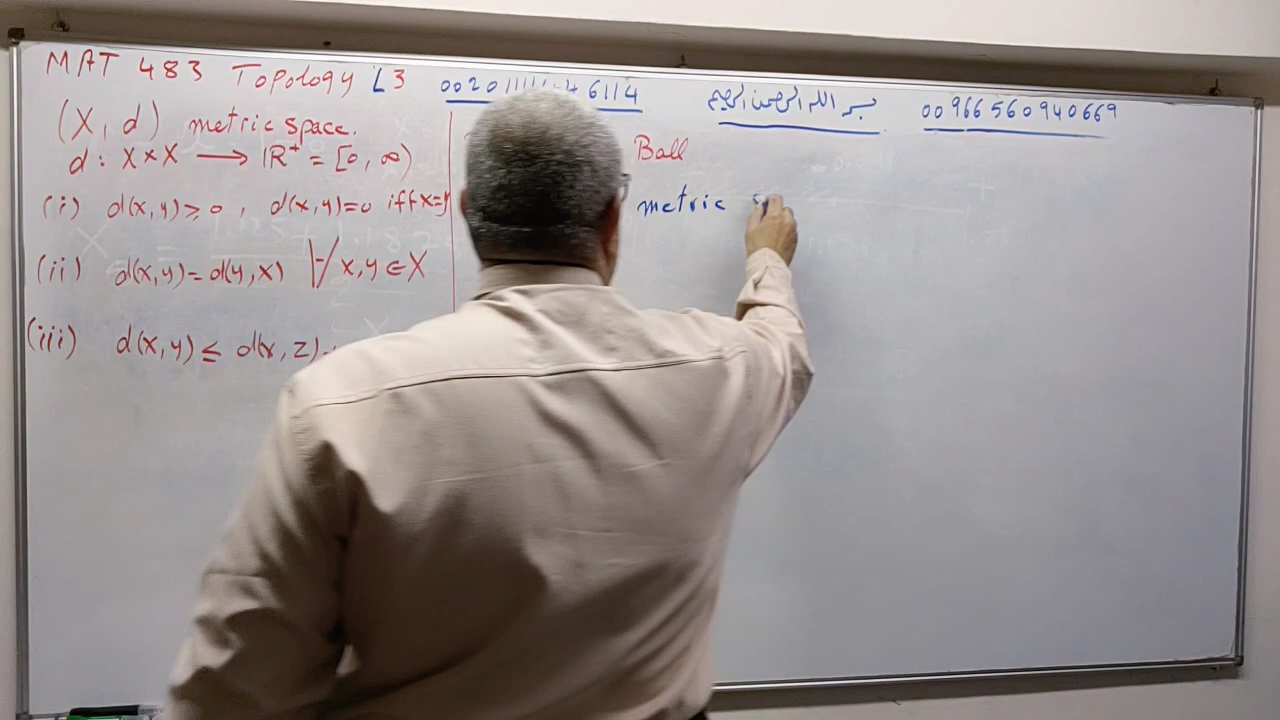 MAT 483 Topology L3
بسم الله الرحمن الرحيم
00966560940669
(X, d) metric space.
d: X×X ⟶ IR⁺ = [0, ∞)
(i) d(x,y) ≥ 0, d(x,y)=0 iff x=y
(ii) d(x,y) = d(y,x) ∀ x,y ∈ X
(iii) d(x,y) ≤ d(x,z)
Ball
metric